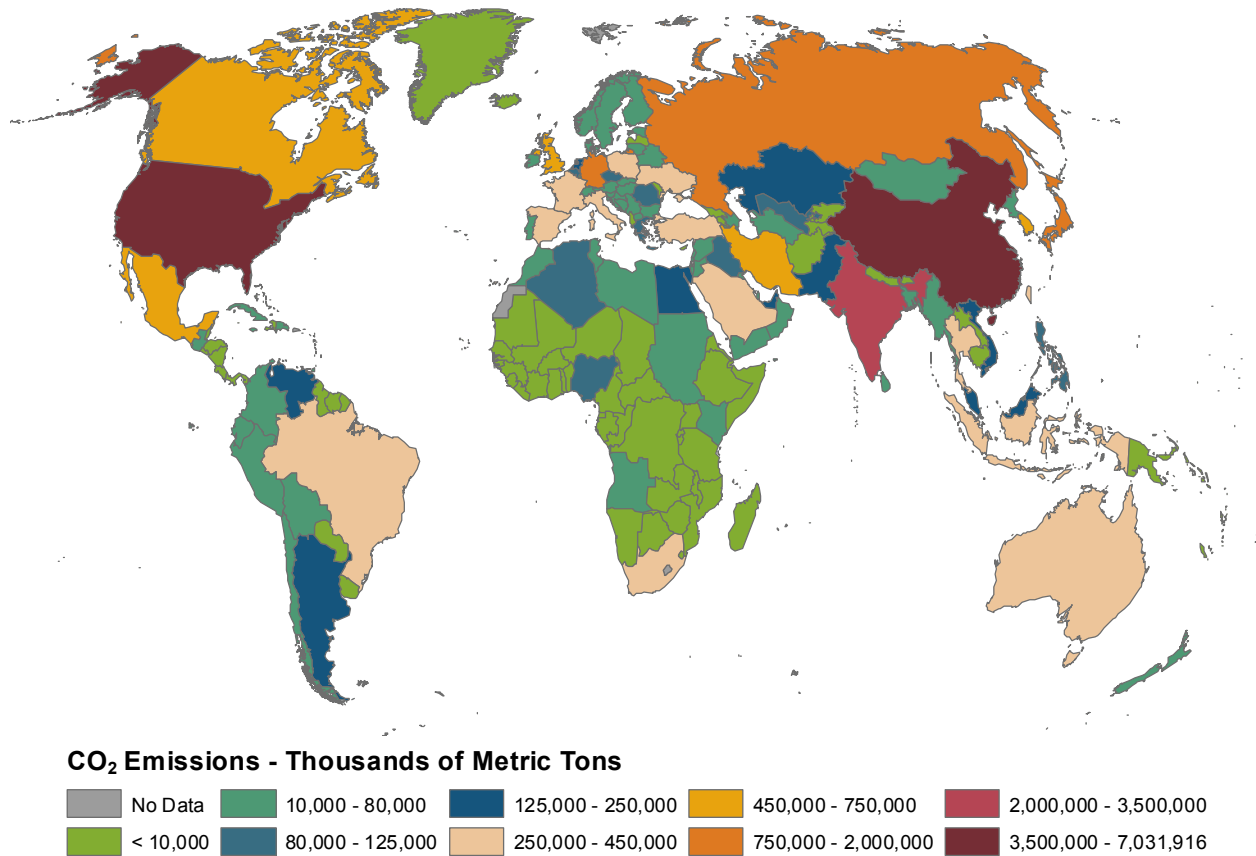 CO₂ Emissions - Thousands of Metric Tons
No Data 10,000 - 80,000 125,000 - 250,000 450,000 - 750,000 2,000,000 - 3,500,000
< 10,000 80,000 - 125,000 250,000 - 450,000 750,000 - 2,000,000 3,500,000 - 7,031,916